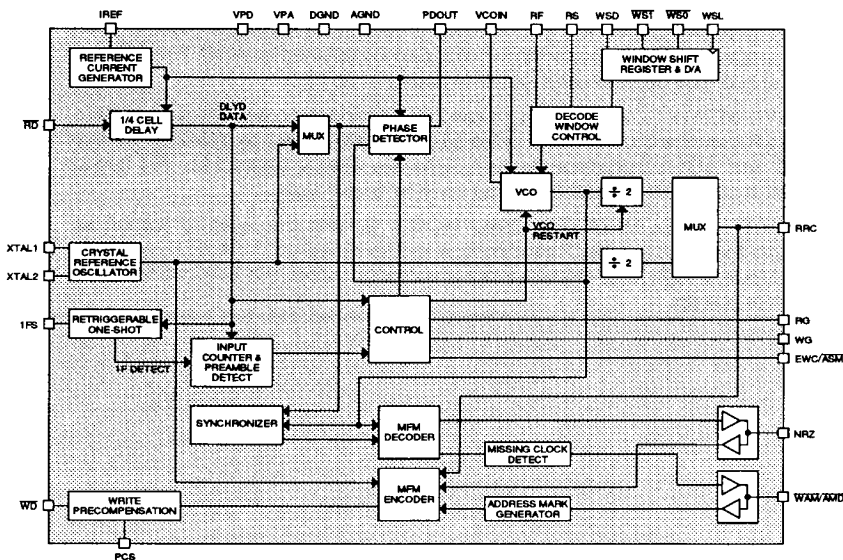 IREF VPD VPA DGND AGND PDOUT VCOIN RF RS WSD WS1 WS0 WSL
REFERENCE
CURRENT
GENERATOR
WINDOW SHIFT
REGISTER & D/A
RD
1/4 CELL
DELAY
DLYD
DATA
MUX
PHASE
DETECTOR
DECODE
WINDOW
CONTROL
VCO
÷ 2
MUX
RRC
VCO
RESTART
XTAL1
XTAL2
CRYSTAL
REFERENCE
OSCILLATOR
÷ 2
1FS
RETRIGGERABLE
ONE-SHOT
CONTROL
RG
WG
EWC/ASM
1F DETECT
INPUT
COUNTER &
PREAMBLE
DETECT
SYNCHRONIZER
MFM
DECODER
NRZ
MISSING CLOCK
DETECT
MFM
ENCODER
ADDRESS MARK
GENERATOR
WAM/AMD
WD
WRITE
PRECOMPENSATION
PCS